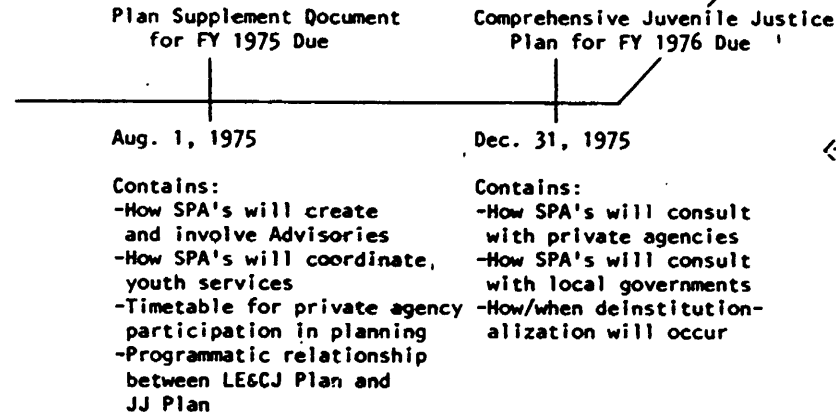 Plan Supplement Document
for FY 1975 Due
Aug. 1, 1975
Contains:
-How SPA's will create
and involve Advisories
-How SPA's will coordinate,
youth services
-Timetable for private agency
participation in planning
-Programmatic relationship
between LE&CJ Plan and
JJ Plan
Comprehensive Juvenile Justice
Plan for FY 1976 Due
Dec. 31, 1975
Contains:
-How SPA's will consult
with private agencies
-How SPA's will consult
with local governments
-How/when deinstitution-
alization will occur